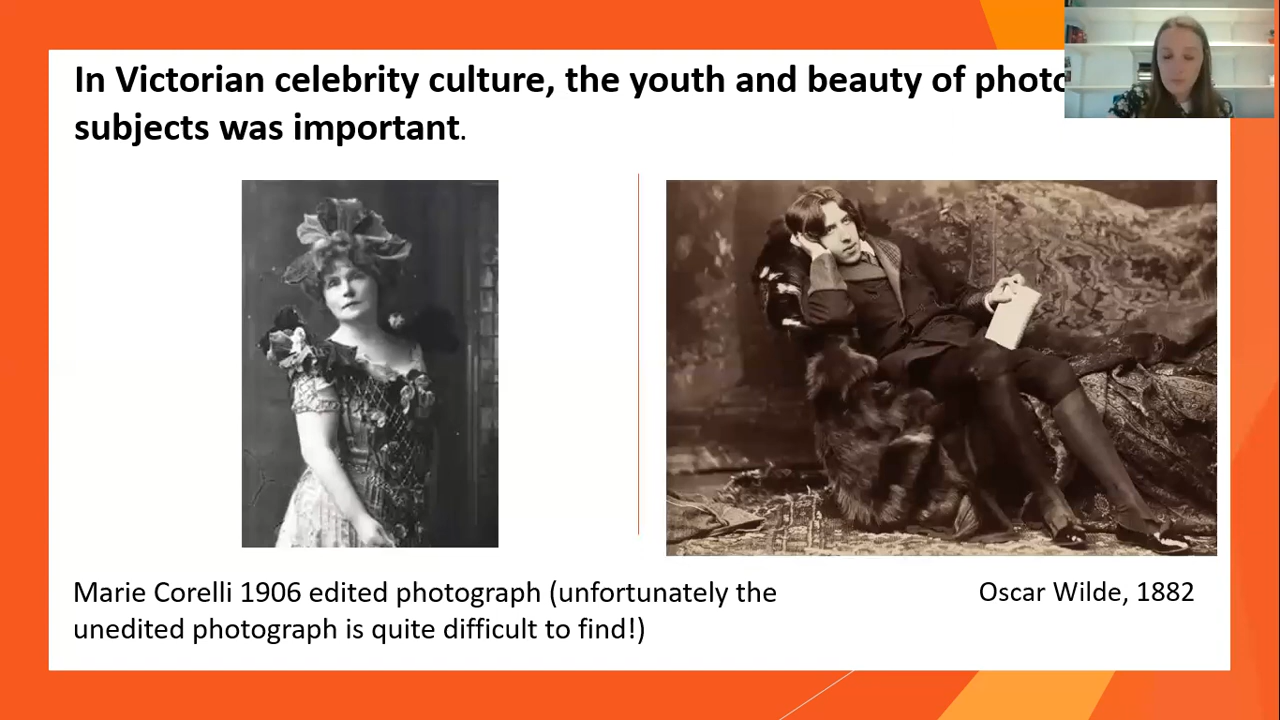 In Victorian celebrity culture, the youth and beauty of
subjects was important.
Marie Corelli 1906 edited photograph (unfortunately the
unedited photograph is quite difficult to find!)
Oscar Wilde, 1882